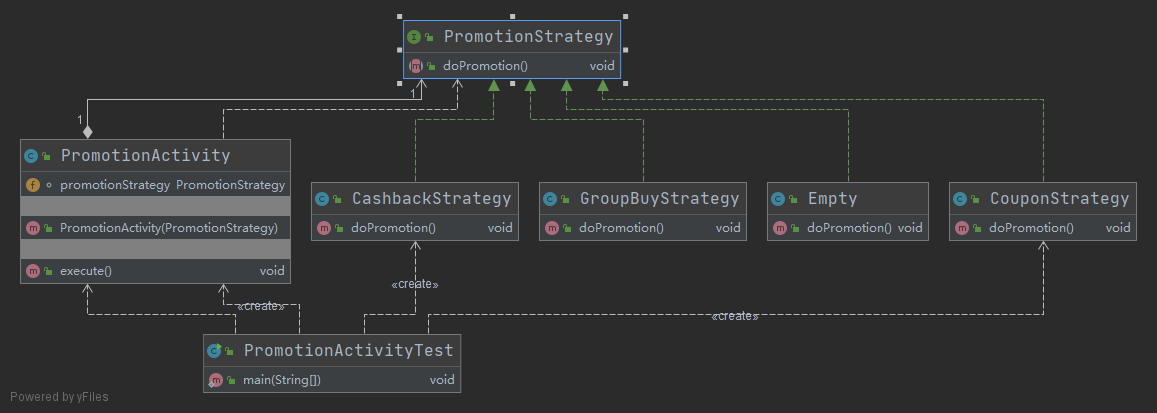 PromotionStrategy
doPromotion() void
1
1
PromotionActivity
promotionStrategy PromotionStrategy
PromotionActivity(PromotionStrategy)
execute() void
CashbackStrategy
doPromotion() void
GroupBuyStrategy
doPromotion() void
Empty
doPromotion() void
CouponStrategy
doPromotion() void
«create»
«create»
«create»
PromotionActivityTest
main(String[]) void
Powered by yFiles